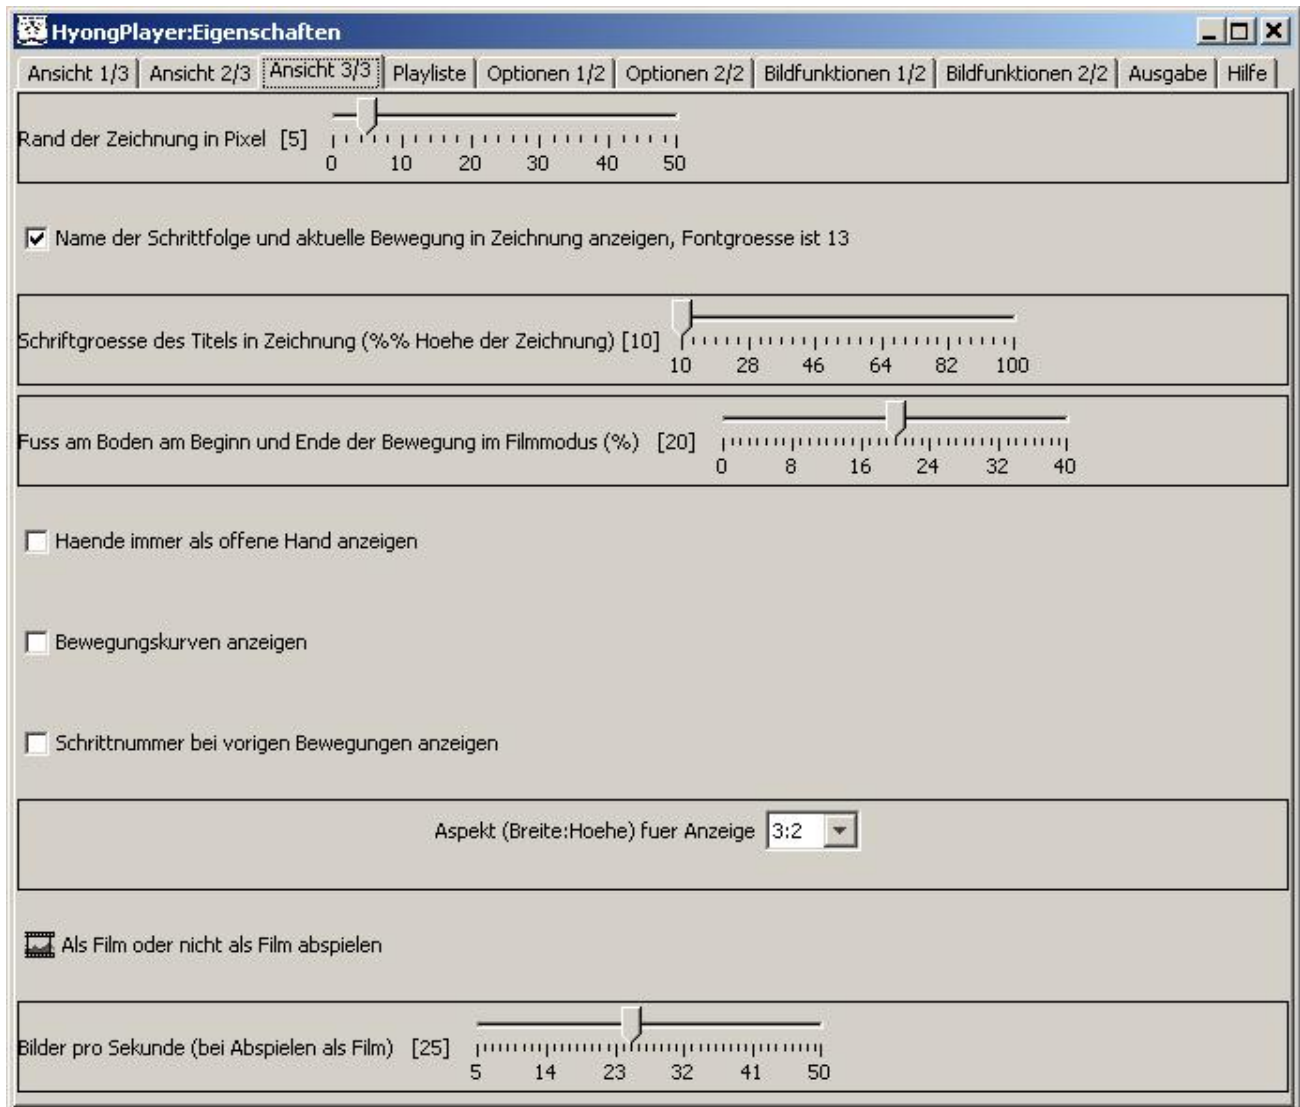 HyongPlayer:Eigenschaften
Ansicht 1/3 Ansicht 2/3 Ansicht 3/3 Playliste Optionen 1/2 Optionen 2/2 Bildfunktionen 1/2 Bildfunktionen 2/2 Ausgabe Hilfe
Rand der Zeichnung in Pixel [5]
0 10 20 30 40 50
Name der Schrittfolge und aktuelle Bewegung in Zeichnung anzeigen, Fontgroesse ist 13
Schriftgroesse des Titels in Zeichnung (%% Hoehe der Zeichnung) [10]
10 28 46 64 82 100
Fuss am Boden am Beginn und Ende der Bewegung im Filmmodus (%) [20]
0 8 16 24 32 40
Haende immer als offene Hand anzeigen
Bewegungskurven anzeigen
Schrittnummer bei vorigen Bewegungen anzeigen
Aspekt (Breite:Hoehe) fuer Anzeige 3:2
Als Film oder nicht als Film abspielen
Bilder pro Sekunde (bei Abspielen als Film) [25]
5 14 23 32 41 50